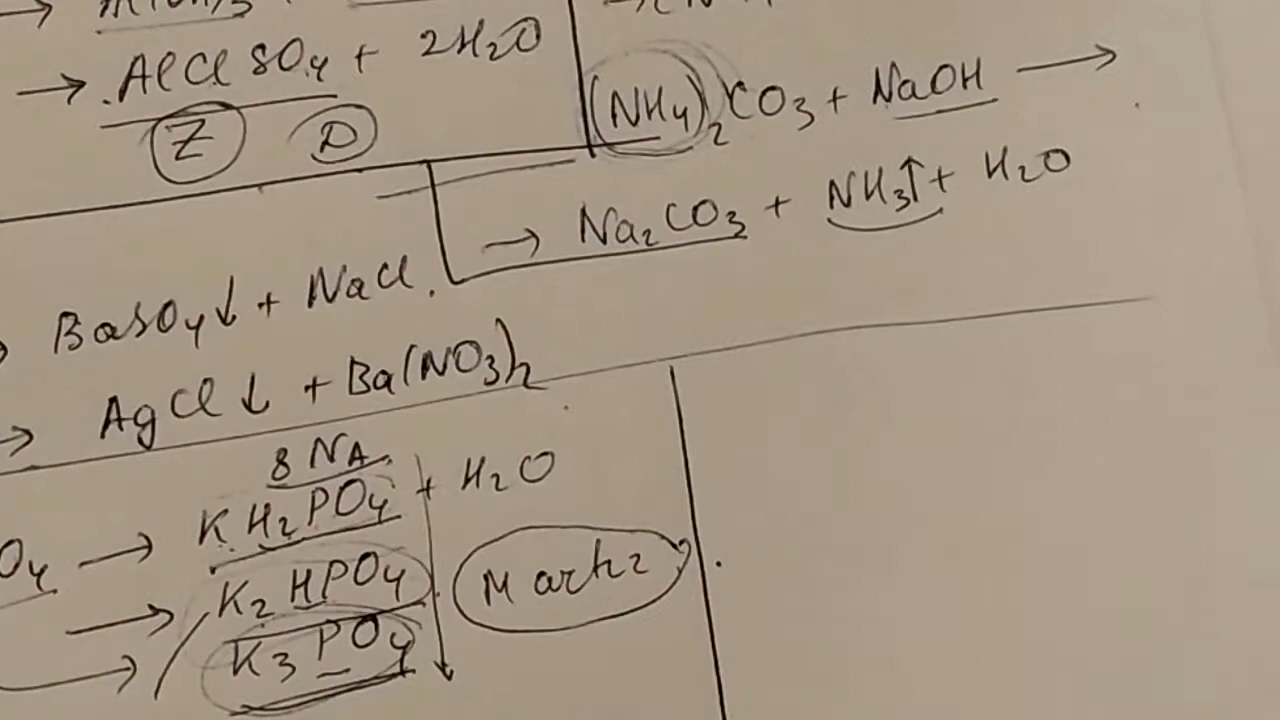 → AlClSO4 + 2H2O
Z D
(NH4)2CO3 + NaOH →
→ Na2CO3 + NH3↑ + H2O
BaSO4↓ + NaCl.
→ AgCl↓ + Ba(NO3)2
8 NA
O4 → KH2PO4 + H2O
→ K2HPO4
→ K3PO4